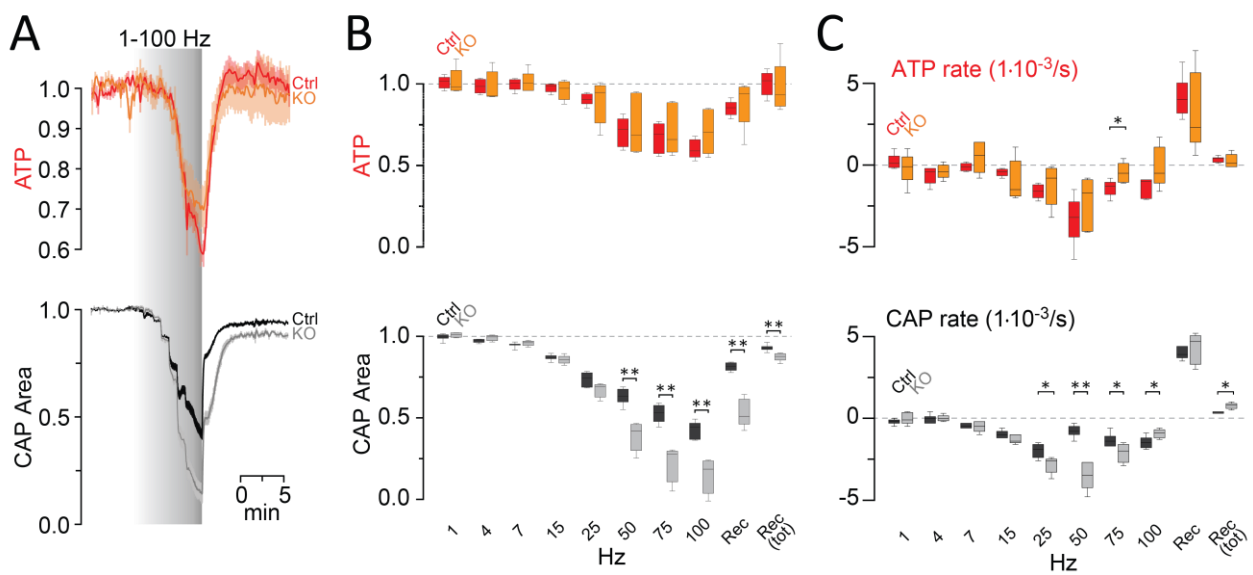 A
1-100 Hz
1.0
0.9
0.8
0.7
0.6
ATP
Ctrl
KO
1.0
0.5
0.0
CAP Area
Ctrl
KO
0 5
min
B
Ctrl
KO
1.0
0.5
0.0
ATP
Ctrl
KO
** ** ** ** **
1.0
0.5
0.0
CAP Area
1 4 7 15 25 50 75 100 Rec Rec (tot)
Hz
C
ATP rate (1·10⁻³/s)
5
0
-5
Ctrl
KO
*
CAP rate (1·10⁻³/s)
5
0
-5
Ctrl
KO
* ** * * *
1 4 7 15 25 50 75 100 Rec Rec (tot)
Hz